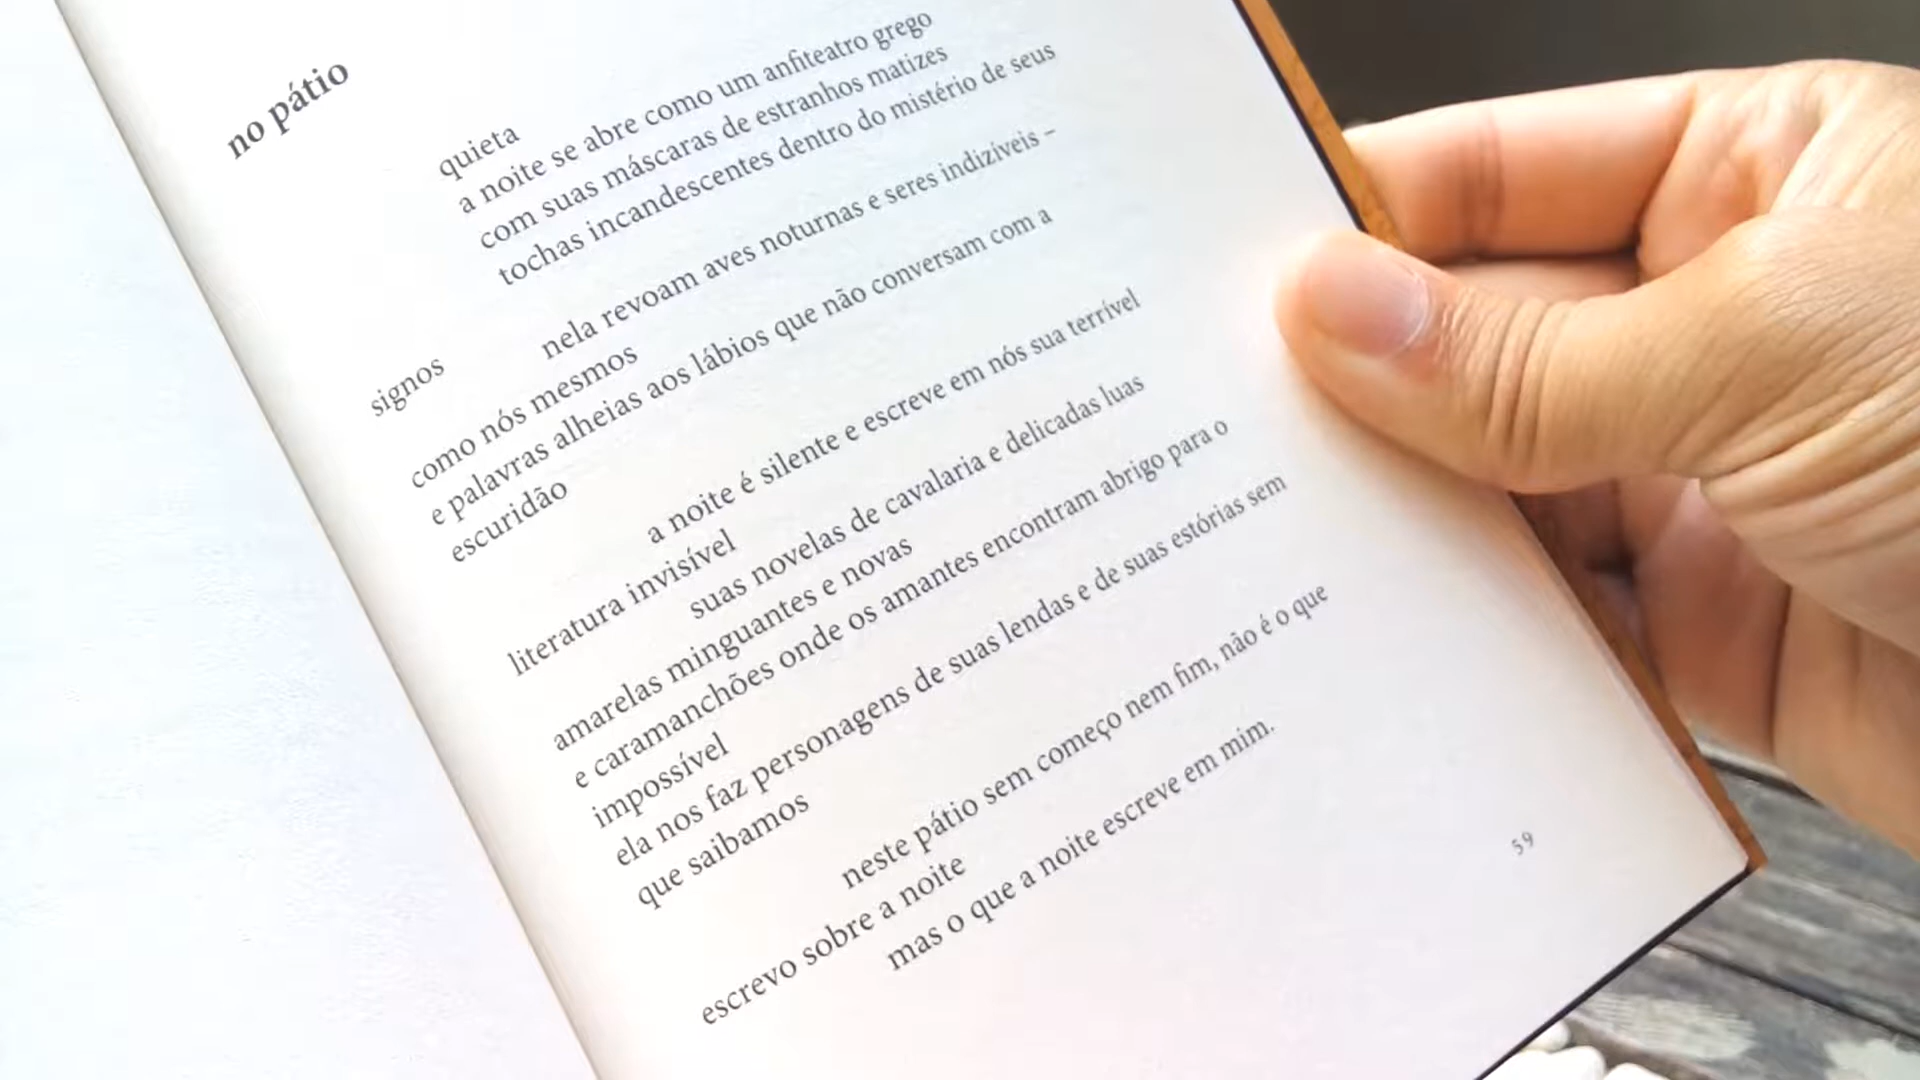 no pátio
quieta
a noite se abre como um anfiteatro grego
com suas máscaras de estranhos matizes
tochas incandescentes dentro do mistério de seus
signos
nela revoam aves noturnas e seres indizíveis –
como nós mesmos
e palavras alheias aos lábios que não conversam com a
escuridão
a noite é silente e escreve em nós sua terrível
literatura invisível
suas novelas de cavalaria e delicadas luas
amarelas minguantes e novas
e caramanchões onde os amantes encontram abrigo para o
impossível
ela nos faz personagens de suas lendas e de suas estórias sem
que saibamos
neste pátio sem começo nem fim, não é o que
escrevo sobre a noite
mas o que a noite escreve em mim.
59